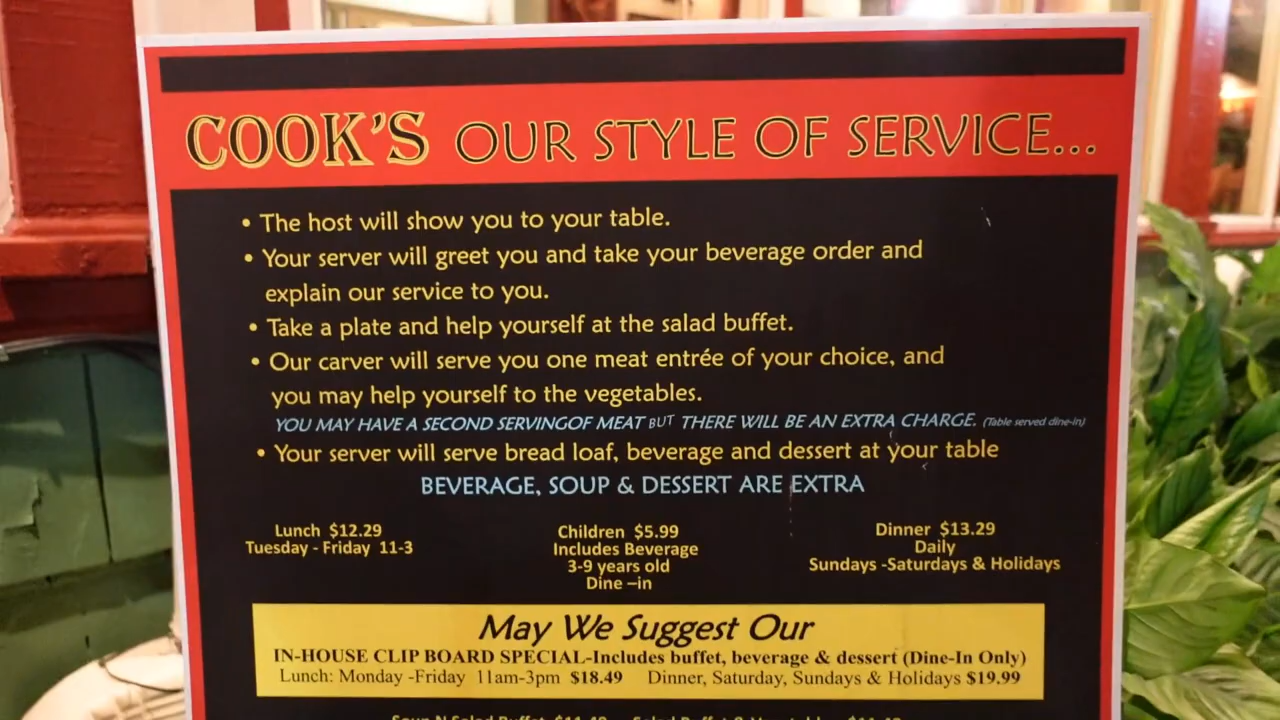 COOK'S OUR STYLE OF SERVICE...
• The host will show you to your table.
• Your server will greet you and take your beverage order and
explain our service to you.
• Take a plate and help yourself at the salad buffet.
• Our carver will serve you one meat entrée of your choice, and
you may help yourself to the vegetables.
YOU MAY HAVE A SECOND SERVINGOF MEAT BUT THERE WILL BE AN EXTRA CHARGE. (Table served dine-in)
• Your server will serve bread loaf, beverage and dessert at your table
BEVERAGE, SOUP & DESSERT ARE EXTRA
Lunch $12.29
Tuesday - Friday 11-3
Children $5.99
Includes Beverage
3-9 years old
Dine –in
Dinner $13.29
Daily
Sundays -Saturdays & Holidays
May We Suggest Our
IN-HOUSE CLIP BOARD SPECIAL-Includes buffet, beverage & dessert (Dine-In Only)
Lunch: Monday -Friday 11am-3pm $18.49 Dinner, Saturday, Sundays & Holidays $19.99